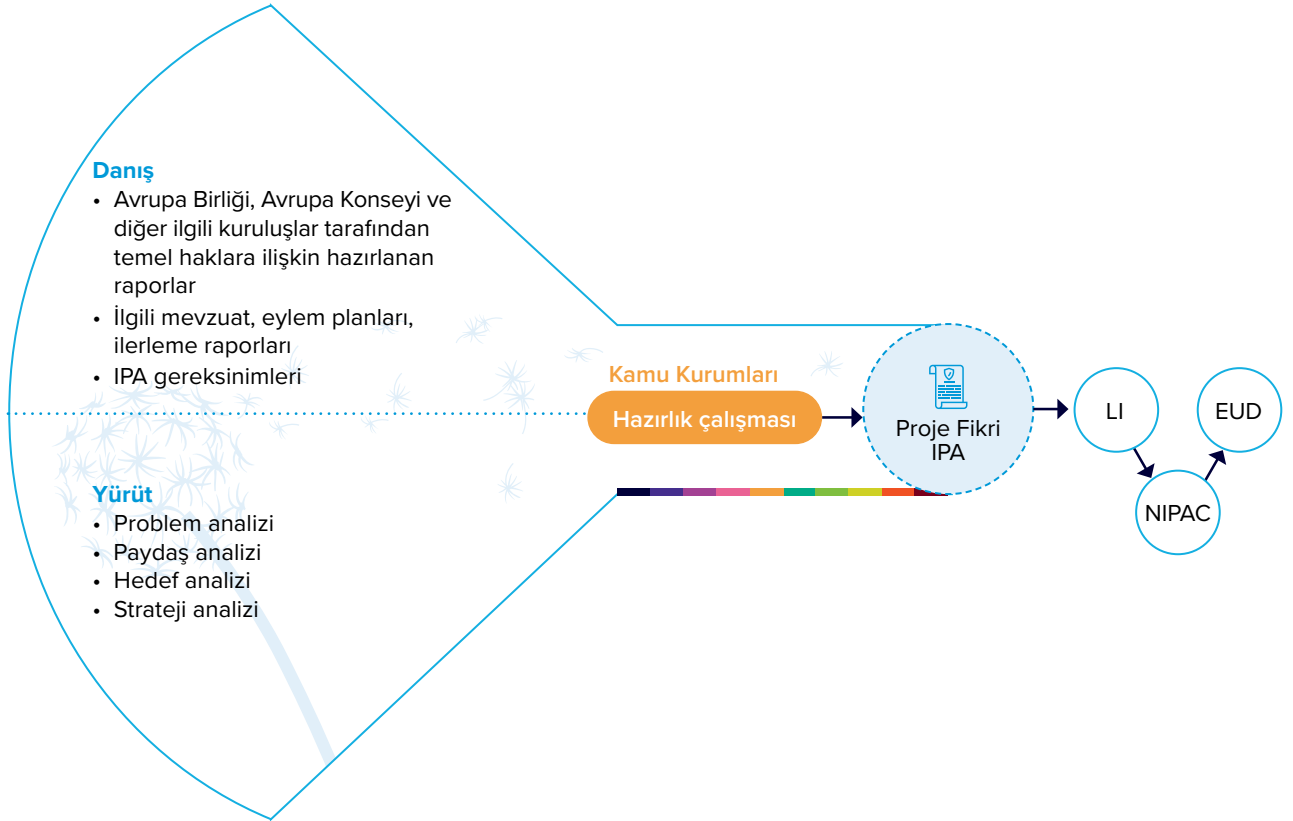 Danış
• Avrupa Birliği, Avrupa Konseyi ve
diğer ilgili kuruluşlar tarafından
temel haklara ilişkin hazırlanan
raporlar
• İlgili mevzuat, eylem planları,
ilerleme raporları
• IPA gereksinimleri
Yürüt
• Problem analizi
• Paydaş analizi
• Hedef analizi
• Strateji analizi
Kamu Kurumları
Hazırlık çalışması
Proje Fikri
IPA
LI
NIPAC
EUD